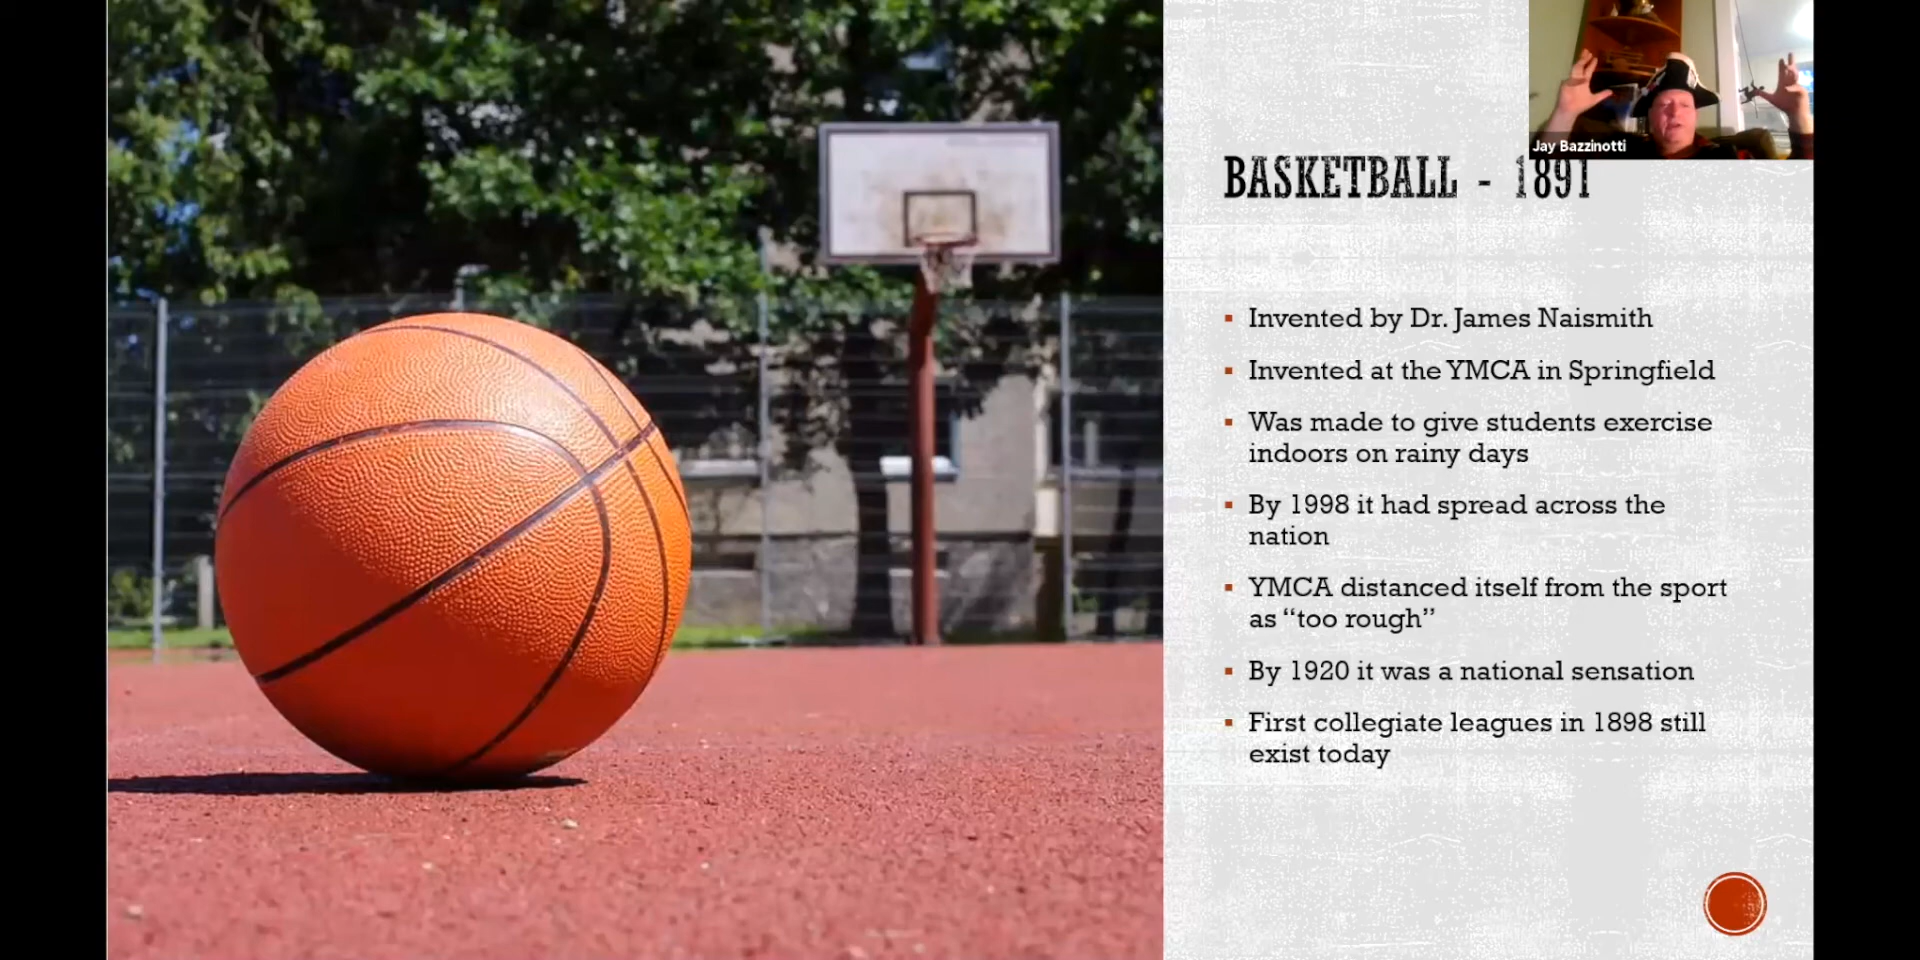 Jay Bazzinotti
BASKETBALL - 1891
Invented by Dr. James Naismith
Invented at the YMCA in Springfield
Was made to give students exercise
indoors on rainy days
By 1998 it had spread across the
nation
YMCA distanced itself from the sport
as “too rough”
By 1920 it was a national sensation
First collegiate leagues in 1898 still
exist today